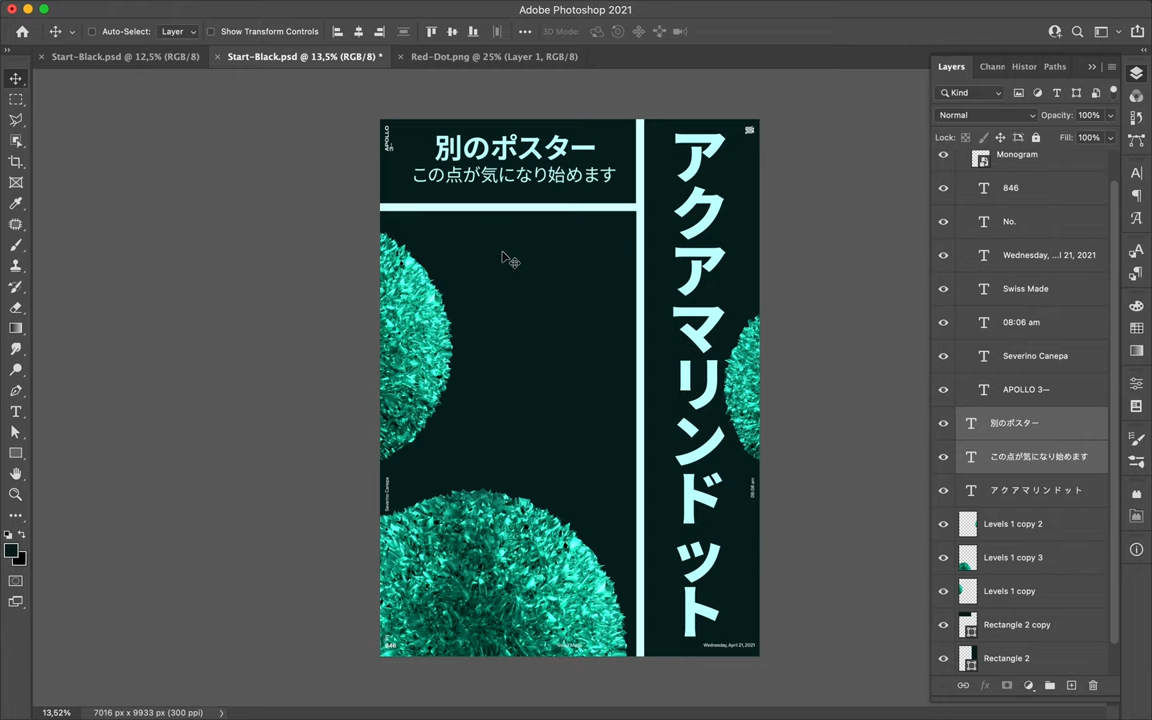 Adobe Photoshop 2021
Auto-Select:
Layer
Show Transform Controls
3D Mode:
Start-Black.psd @ 12,5% (RGB/8)
Start-Black.psd @ 13,5% (RGB/8) *
Red-Dot.png @ 25% (Layer 1, RGB/8)
Layers
Chann
Histor
Paths
Kind
Normal
Opacity: 100%
Lock:
Fill: 100%
Monogram
846
No.
Wednesday, ...l 21, 2021
Swiss Made
08:06 am
Severino Canepa
APOLLO 3—
別のポスター
この点が気になり始めます
アクアマリンドット
Levels 1 copy 2
Levels 1 copy 3
Levels 1 copy
Rectangle 2 copy
Rectangle 2
APOLLO
別のポスター
この点が気になり始めます
アクアマリンドット
Severino Canepa
08:06 am
846
Wednesday, April 21, 2021
13,52%
7016 px x 9933 px (300 ppi)